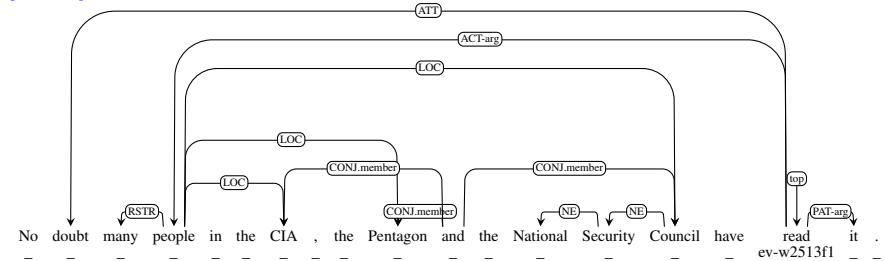 ATT
ACT-arg
LOC
LOC
CONJ.member CONJ.member
top
LOC
RSTR CONJ.member NE NE PAT-arg
No doubt many people in the CIA , the Pentagon and the National Security Council have read it .
_ _ _ _ _ _ _ _ _ _ _ _ _ _ _ _ ev-w2513f1 _ _